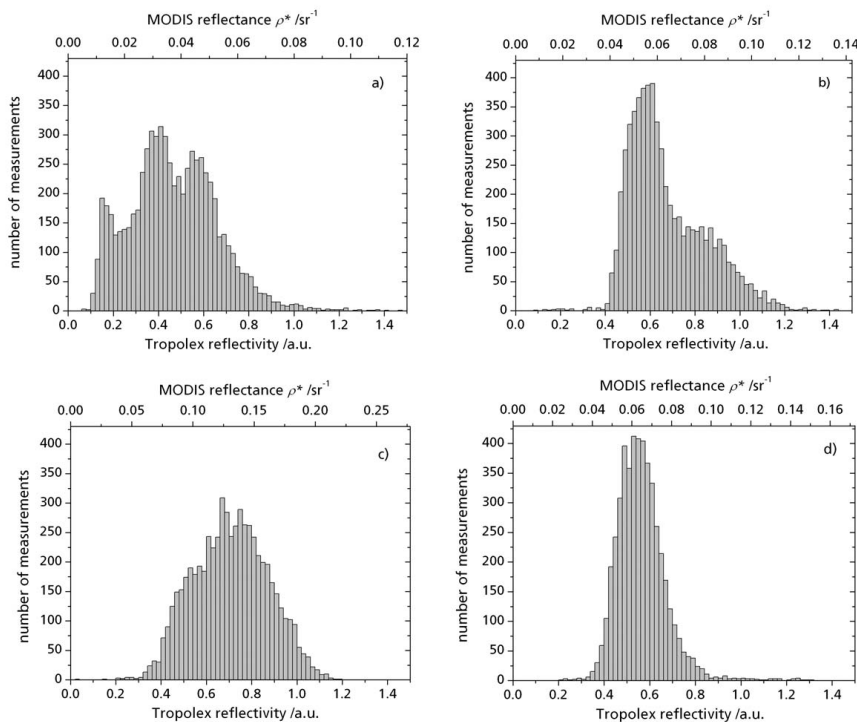 MODIS reflectance ρ* /sr⁻¹
0.00 0.02 0.04 0.06 0.08 0.10 0.12
a)
number of measurements
400
350
300
250
200
150
100
50
0
0.0 0.2 0.4 0.6 0.8 1.0 1.2 1.4
Tropolex reflectivity /a.u.
MODIS reflectance ρ* /sr⁻¹
0.00 0.02 0.04 0.06 0.08 0.10 0.12 0.14
b)
number of measurements
400
350
300
250
200
150
100
50
0
0.0 0.2 0.4 0.6 0.8 1.0 1.2 1.4
Tropolex reflectivity /a.u.
MODIS reflectance ρ* /sr⁻¹
0.00 0.05 0.10 0.15 0.20 0.25
c)
number of measurements
400
350
300
250
200
150
100
50
0
0.0 0.2 0.4 0.6 0.8 1.0 1.2 1.4
Tropolex reflectivity /a.u.
MODIS reflectance ρ* /sr⁻¹
0.00 0.02 0.04 0.06 0.08 0.10 0.12 0.14 0.16
d)
number of measurements
400
350
300
250
200
150
100
50
0
0.0 0.2 0.4 0.6 0.8 1.0 1.2 1.4
Tropolex reflectivity /a.u.